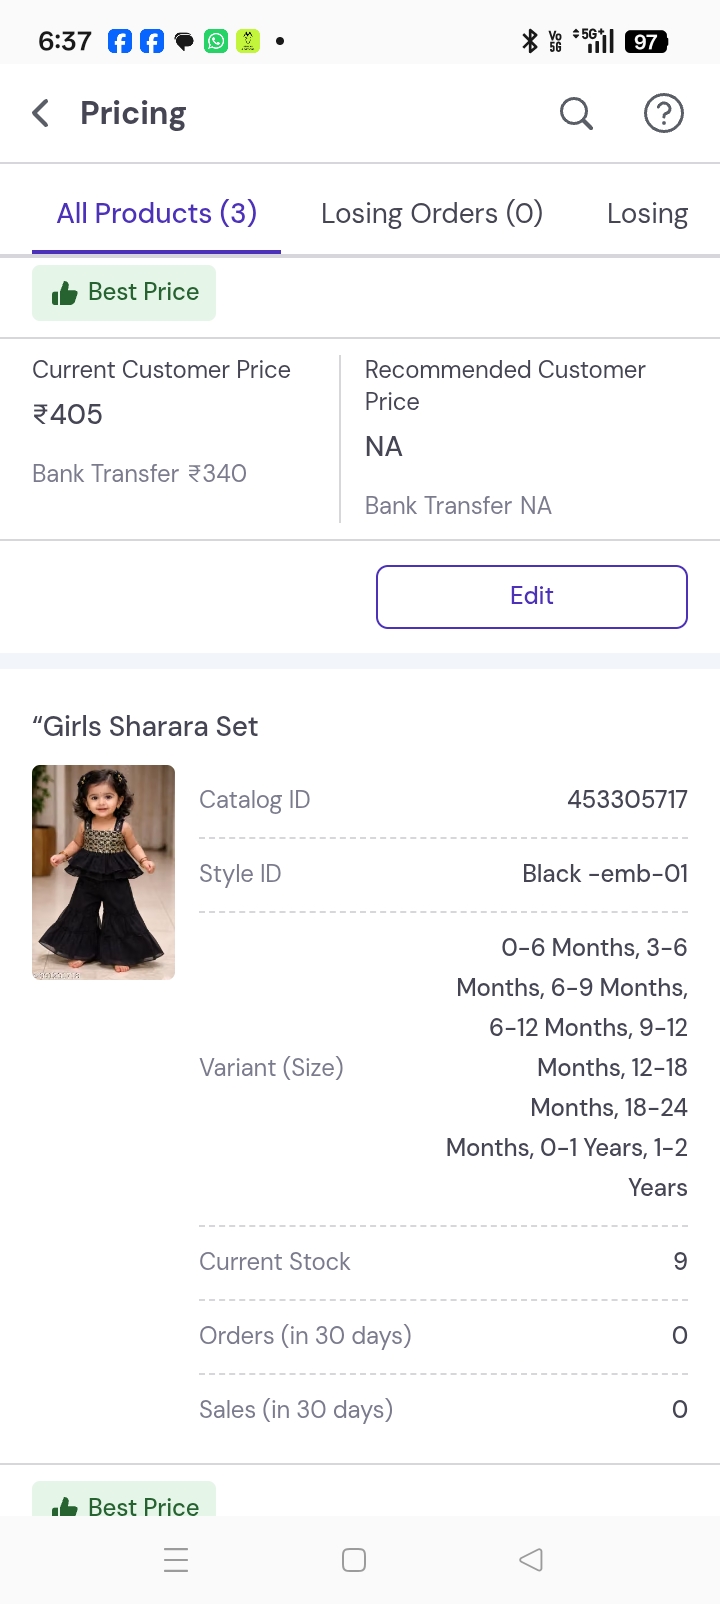 6:37
Vo
5G
5G+
97
Pricing
All Products (3)
Losing Orders (0)
Losing
Best Price
Current Customer Price
₹405
Bank Transfer ₹340
Recommended Customer
Price
NA
Bank Transfer NA
Edit
“Girls Sharara Set
Catalog ID
453305717
Style ID
Black -emb-01
Variant (Size)
0-6 Months, 3-6
Months, 6-9 Months,
6-12 Months, 9-12
Months, 12-18
Months, 18-24
Months, 0-1 Years, 1-2
Years
Current Stock
9
Orders (in 30 days)
0
Sales (in 30 days)
0
Best Price